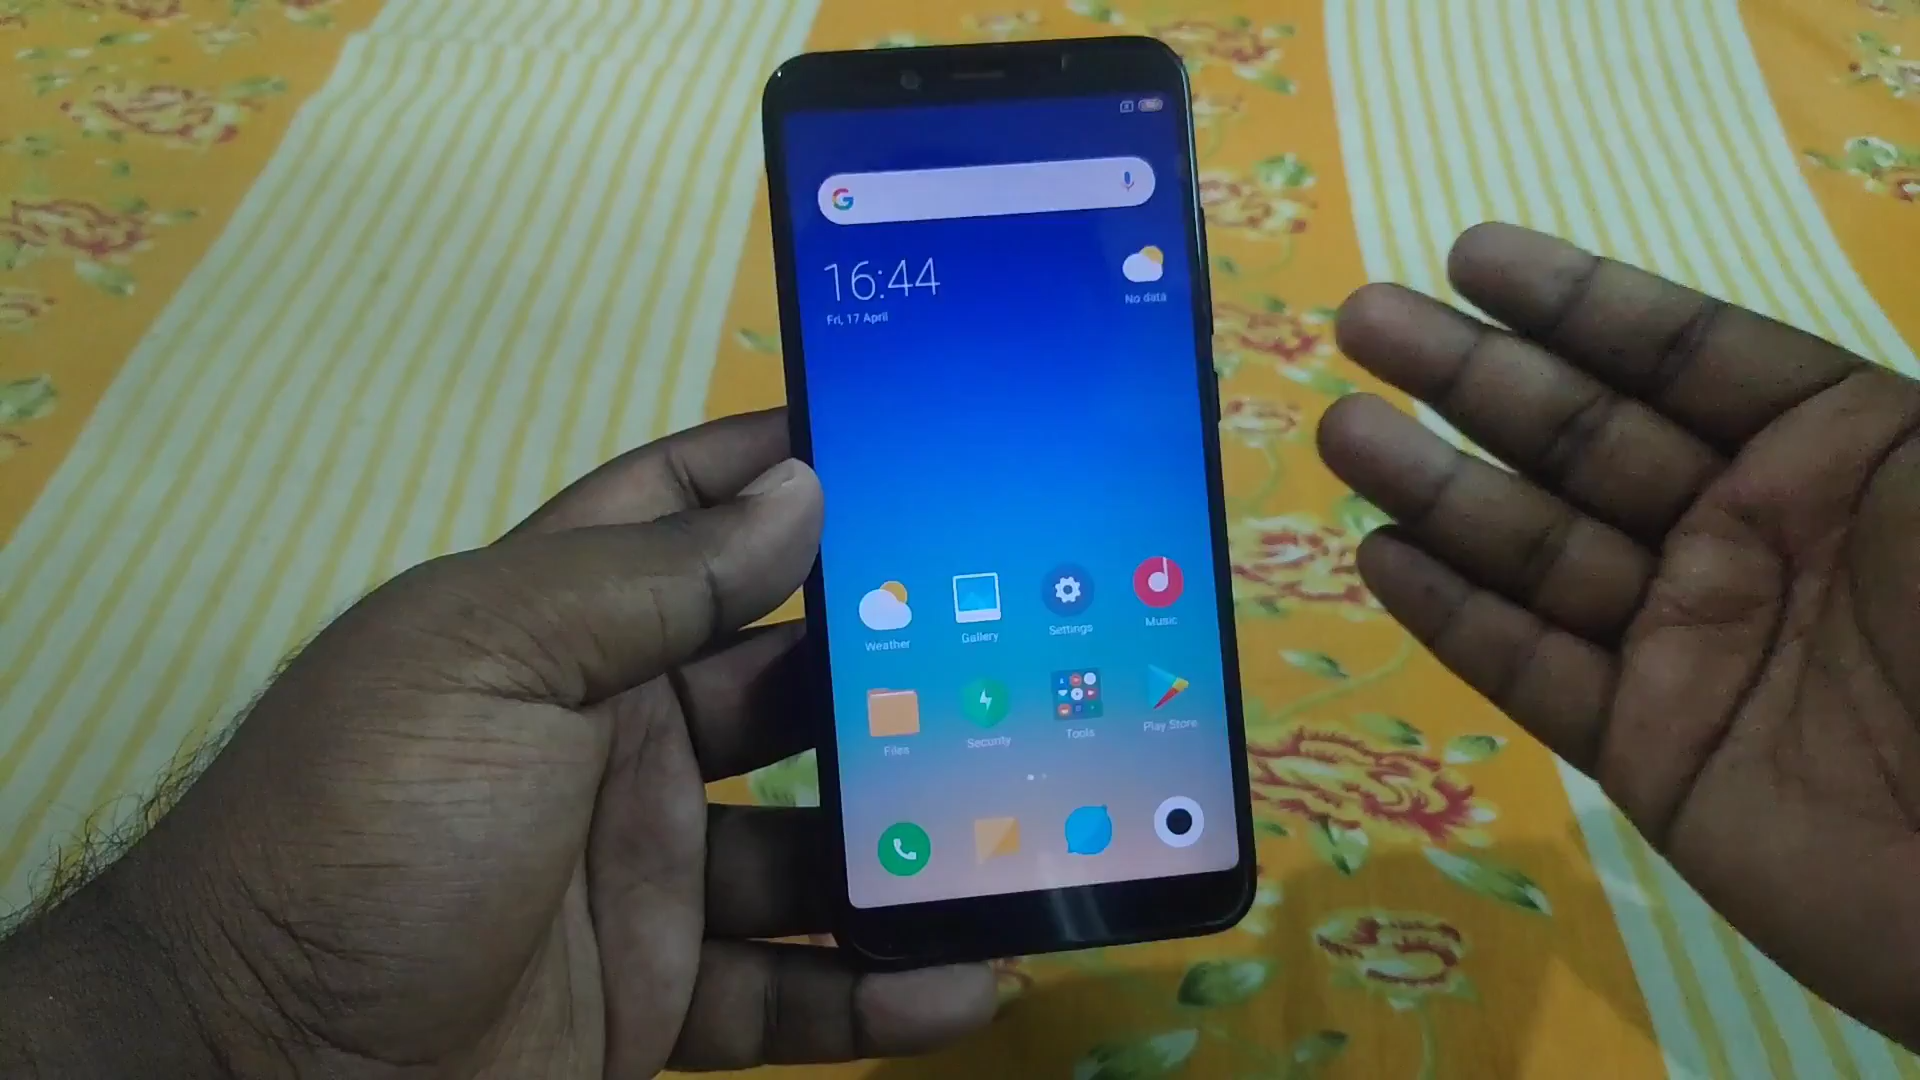 16:44
Fri, 17 April
No data
Weather
Gallery
Settings
Music
Files
Security
Tools
Play Store